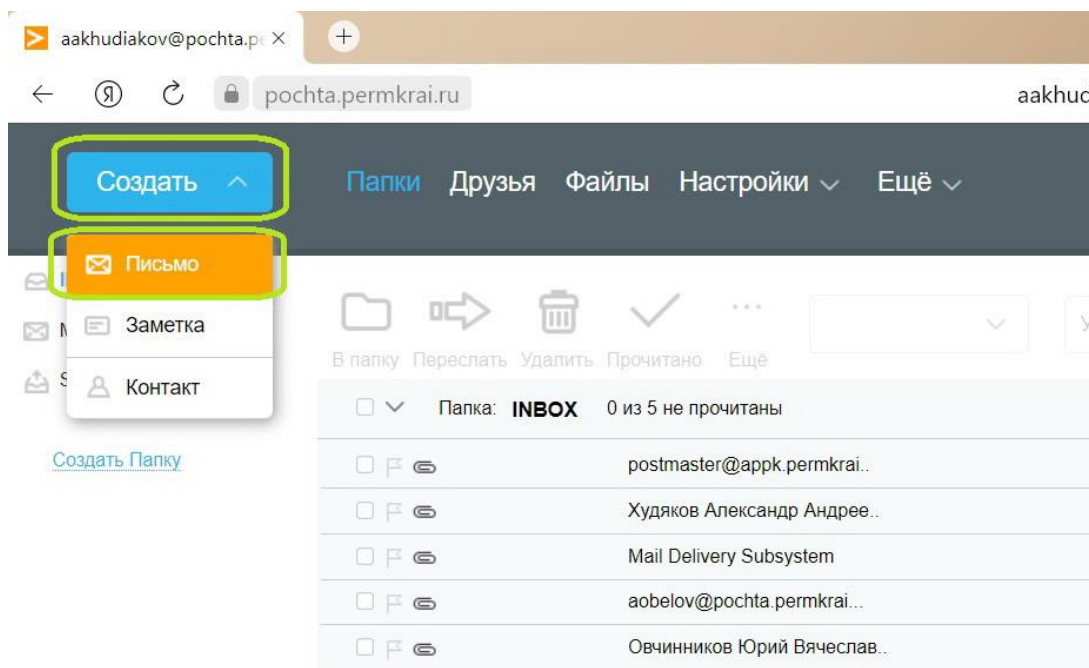 aakhudiakov@pochta.pe
pochta.permkrai.ru
aakhud
Создать
Папки Друзья Файлы Настройки Ещё
Письмо
Заметка
Контакт
Создать Папку
В папку Переслать Удалить Прочитано Ещё
Папка: INBOX 0 из 5 не прочитаны
postmaster@appk.permkrai..
Худяков Александр Андрее..
Mail Delivery Subsystem
aobelov@pochta.permkrai...
Овчинников Юрий Вячеслав..